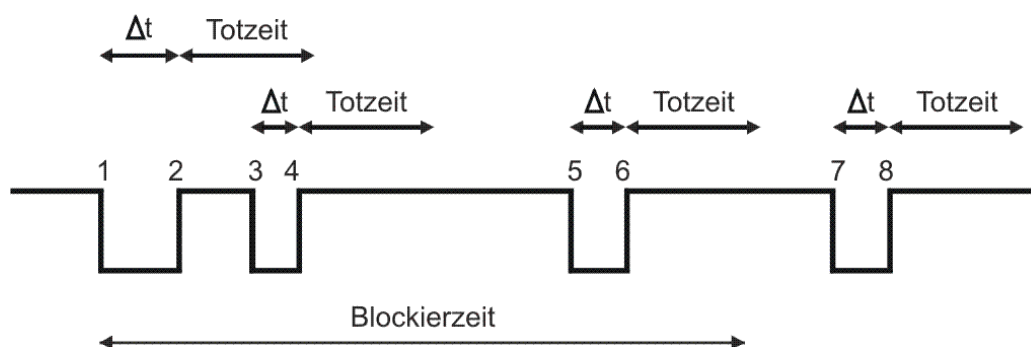 Δt Totzeit
Δt Totzeit Δt Totzeit Δt Totzeit
1 2 3 4 5 6 7 8
Blockierzeit